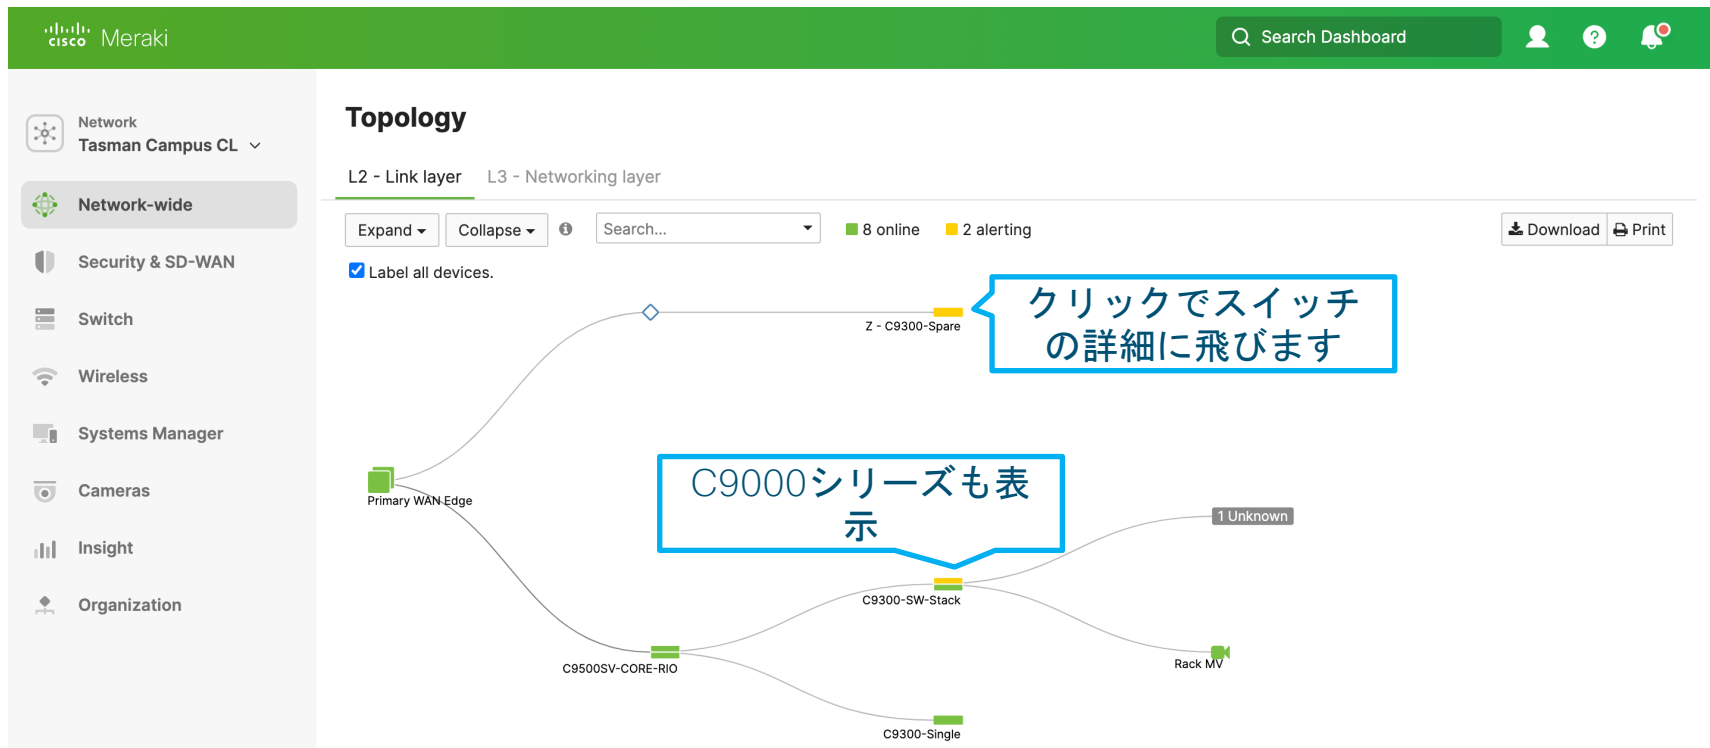 CISCO Meraki
Search Dashboard
?
Network
Tasman Campus CL
Network-wide
Security & SD-WAN
Switch
Wireless
Systems Manager
Cameras
Insight
Organization
Topology
L2 - Link layer L3 - Networking layer
Expand Collapse i Search... 8 online 2 alerting Download Print
Label all devices.
クリックでスイッチ
の詳細に飛びます
Z - C9300-Spare
Primary WAN Edge
C9000シリーズも表
示
1 Unknown
C9300-SW-Stack
C9500SV-CORE-RIO
Rack MV
C9300-Single